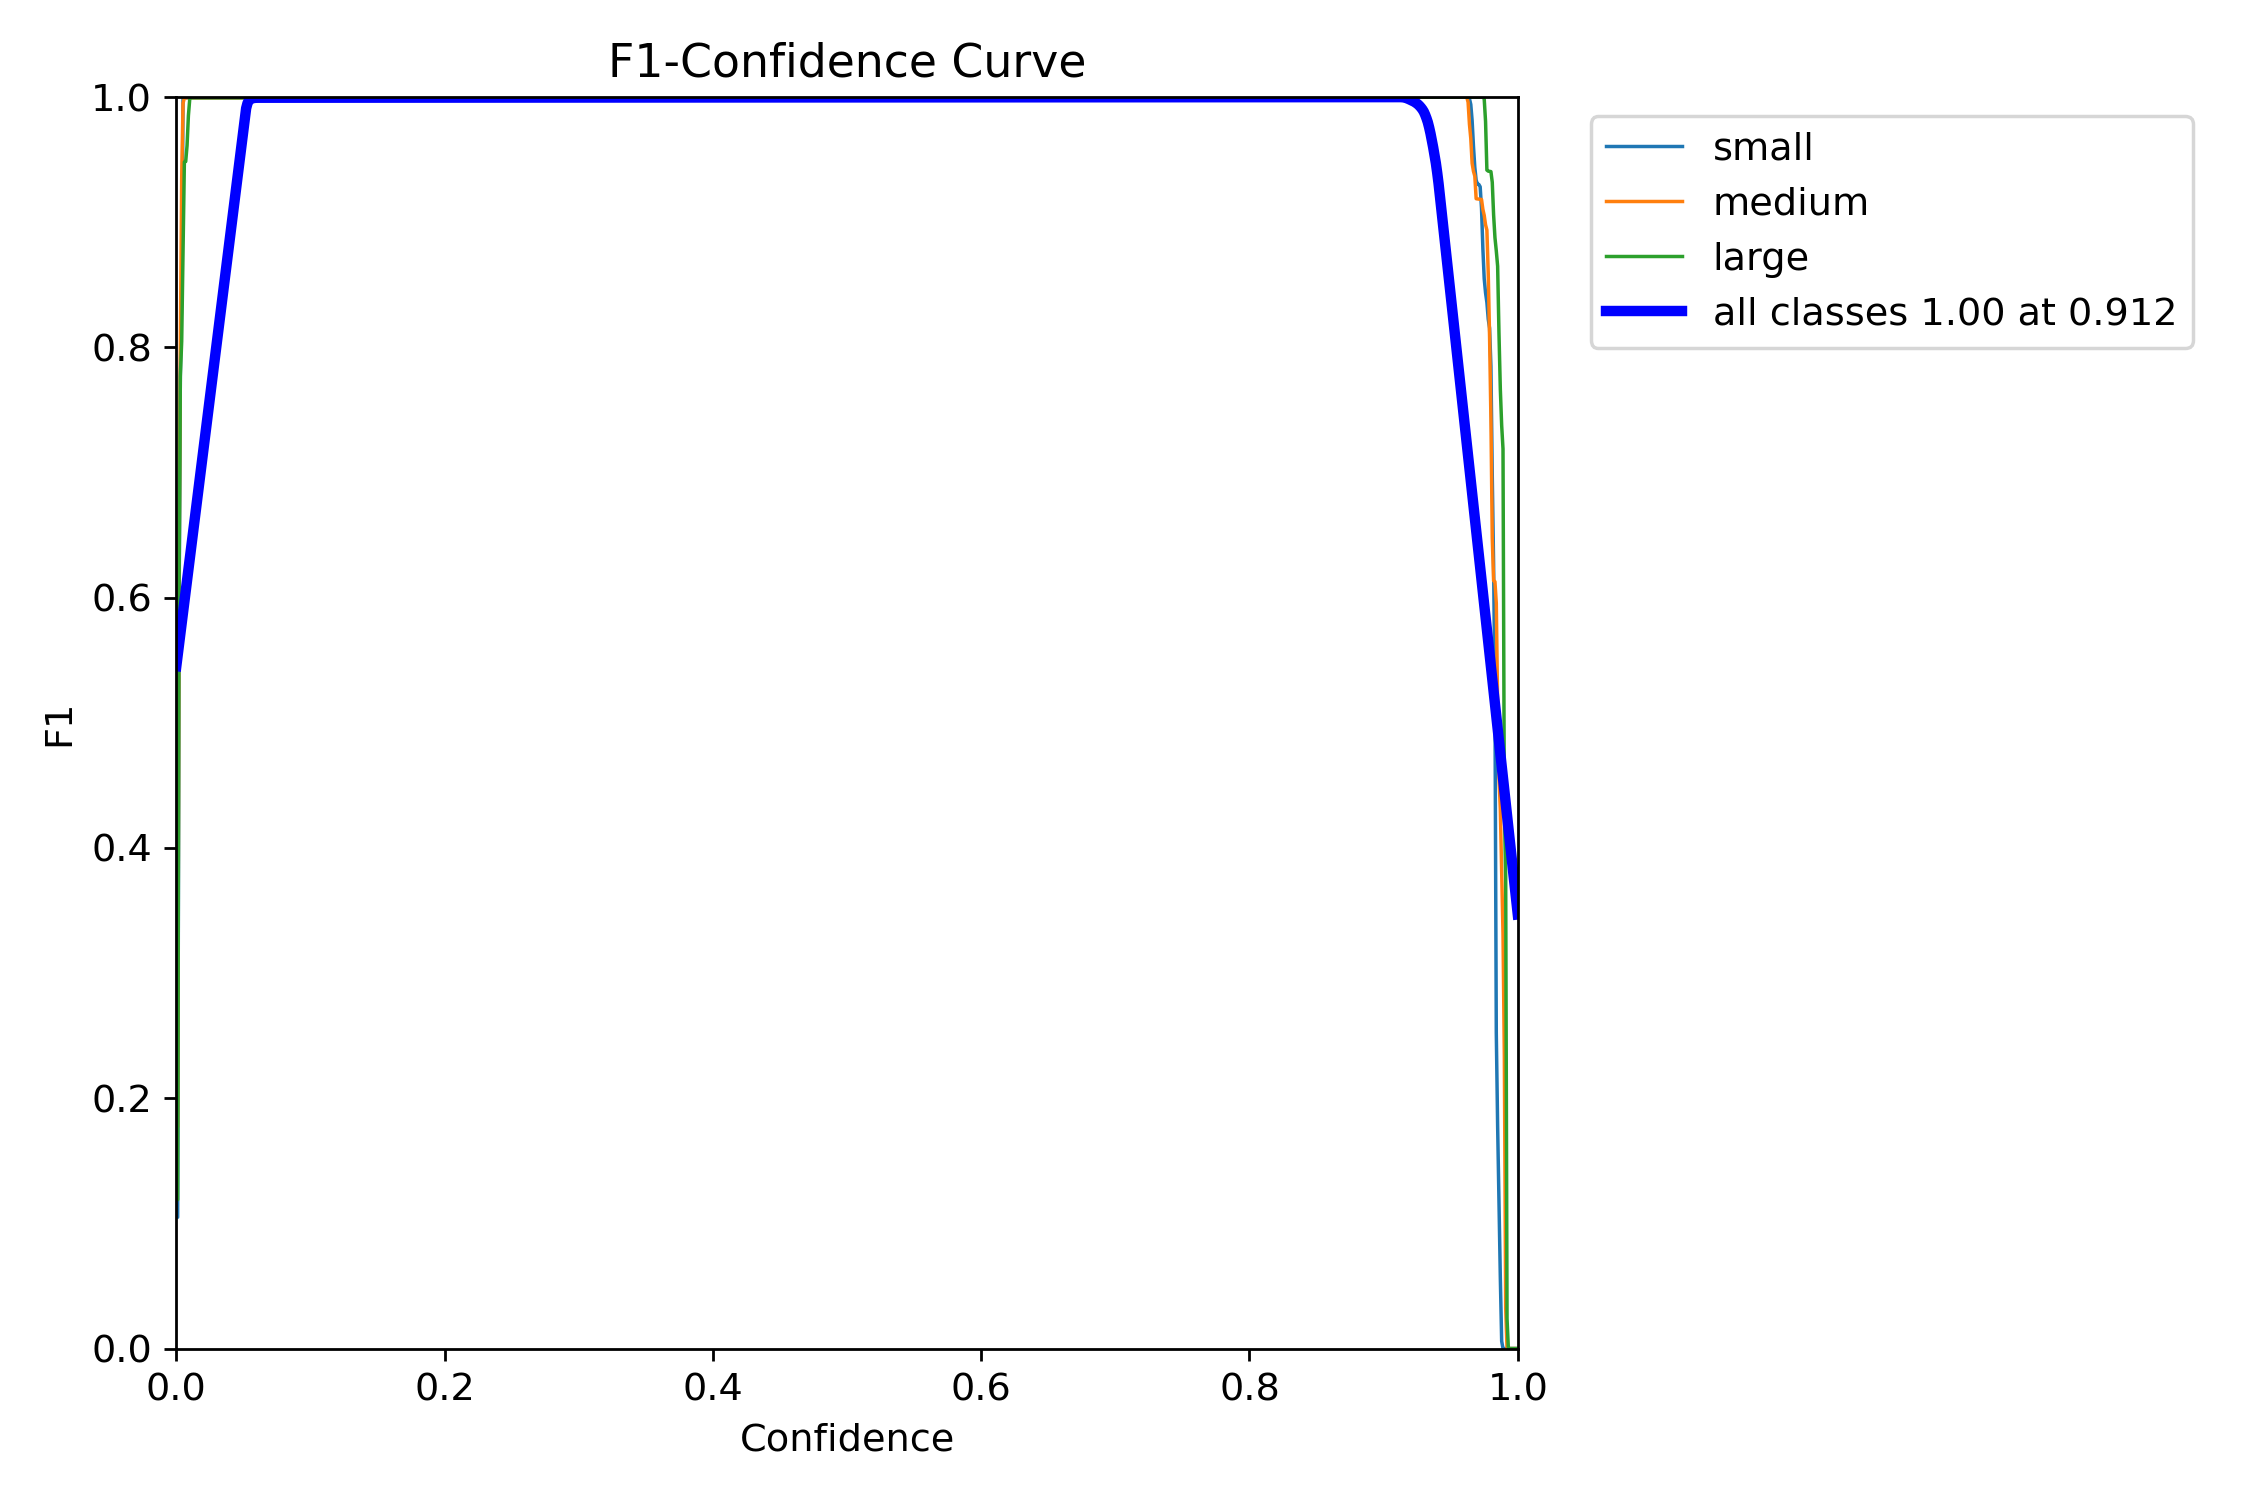 F1-Confidence Curve
1.0
0.8
0.6
0.4
0.2
0.0
F1
0.0 0.2 0.4 0.6 0.8 1.0
Confidence
small
medium
large
all classes 1.00 at 0.912